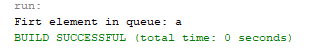 run:
Firt element in queue: a
BUILD SUCCESSFUL (total time: 0 seconds)